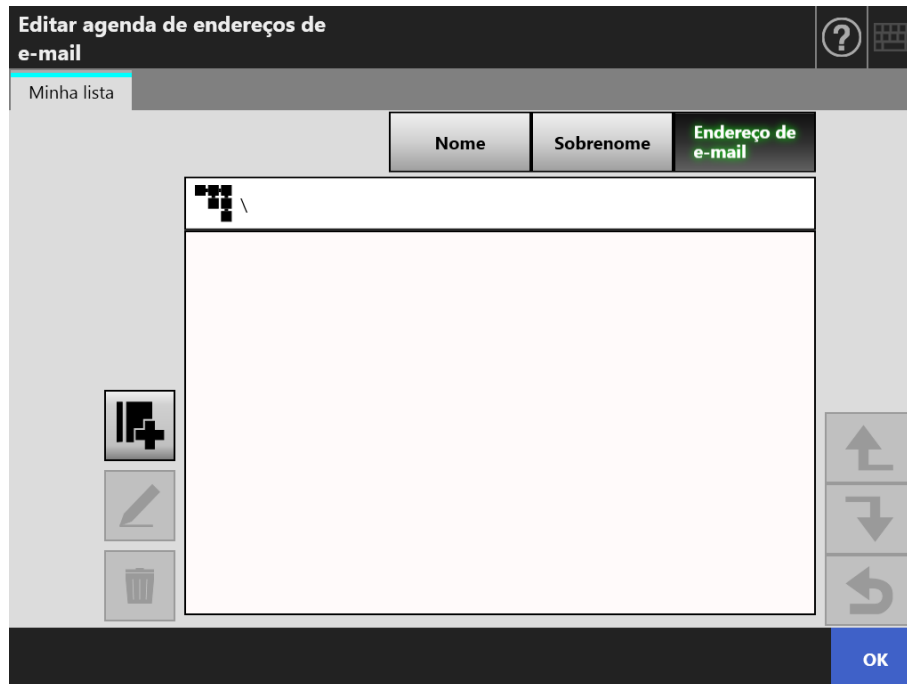 Editar agenda de endereços de
e-mail
?
Minha lista
Nome
Sobrenome
Endereço de
e-mail
\
OK